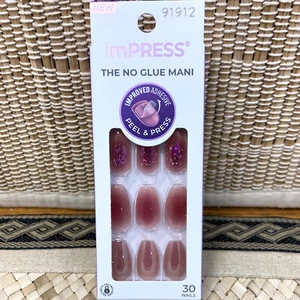 NEW
91912
imPRESS®
THE NO GLUE MANI
IMPROVED ADHESIVE
PEEL & PRESS
30
NAILS